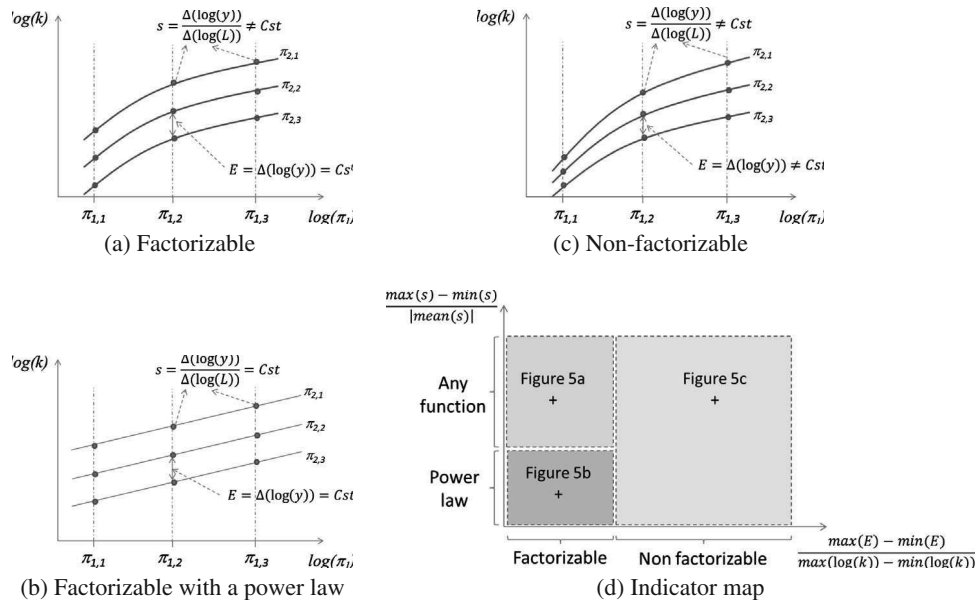 log(k)
s = Δ(log(y)) / Δ(log(L)) ≠ Cst
π2,1
π2,2
π2,3
E = Δ(log(y)) = Cs
π1,1
π1,2
π1,3
log(π1)
(a) Factorizable
log(k)
s = Δ(log(y)) / Δ(log(L)) ≠ Cst
π2,1
π2,2
π2,3
E = Δ(log(y)) ≠ Cst
π1,1
π1,2
π1,3
log(π1)
(c) Non-factorizable
log(k)
s = Δ(log(y)) / Δ(log(L)) = Cst
π2,1
π2,2
π2,3
E = Δ(log(y)) = Cst
π1,1
π1,2
π1,3
log(π1)
(b) Factorizable with a power law
max(s) − min(s)
|mean(s)|
Any function
Power law
Figure 5a
+
Figure 5c
+
Figure 5b
+
Factorizable
Non factorizable
max(E) − min(E)
max(log(k)) − min(log(k))
(d) Indicator map